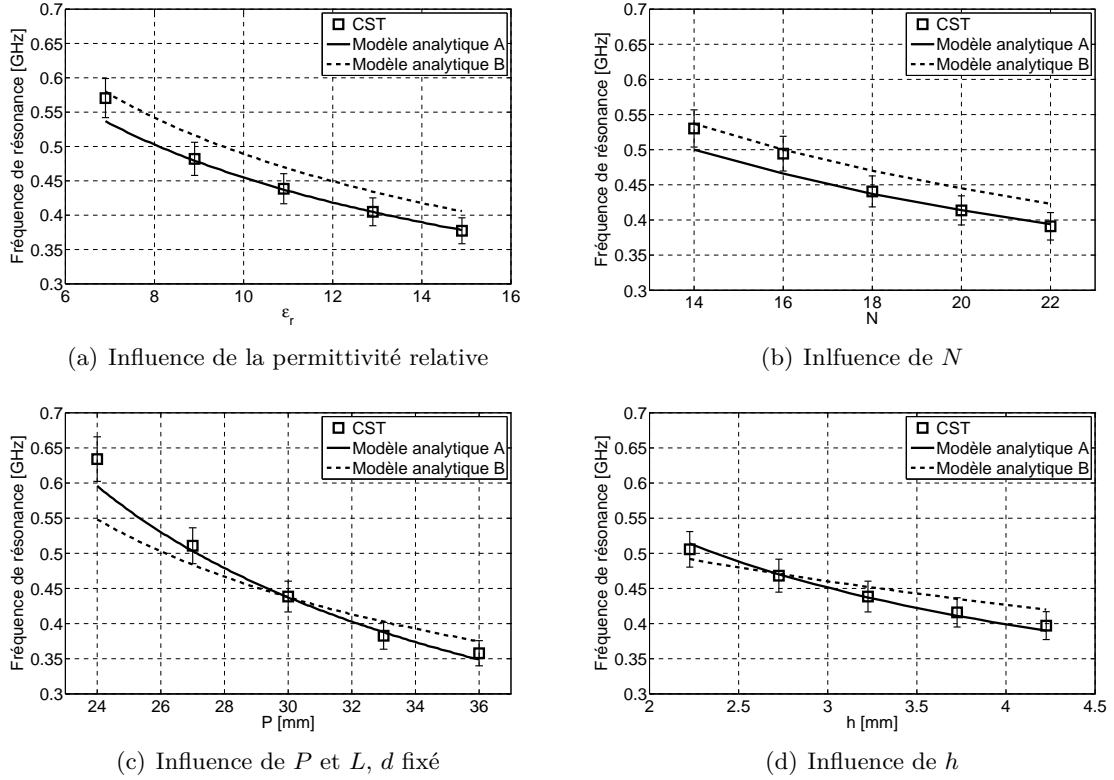 0.7
0.65
0.6
0.55
0.5
0.45
0.4
0.35
0.3
Fréquence de résonance [GHz]
CST
Modèle analytique A
Modèle analytique B
6 8 10 12 14 16
εr
(a) Influence de la permittivité relative
0.7
0.65
0.6
0.55
0.5
0.45
0.4
0.35
0.3
Fréquence de résonance [GHz]
CST
Modèle analytique A
Modèle analytique B
14 16 18 20 22
N
(b) Inlfuence de N
0.7
0.65
0.6
0.55
0.5
0.45
0.4
0.35
0.3
Fréquence de résonance [GHz]
CST
Modèle analytique A
Modèle analytique B
24 26 28 30 32 34 36
P [mm]
(c) Influence de P et L, d fixé
0.7
0.65
0.6
0.55
0.5
0.45
0.4
0.35
0.3
Fréquence de résonance [GHz]
CST
Modèle analytique A
Modèle analytique B
2 2.5 3 3.5 4 4.5
h [mm]
(d) Influence de h